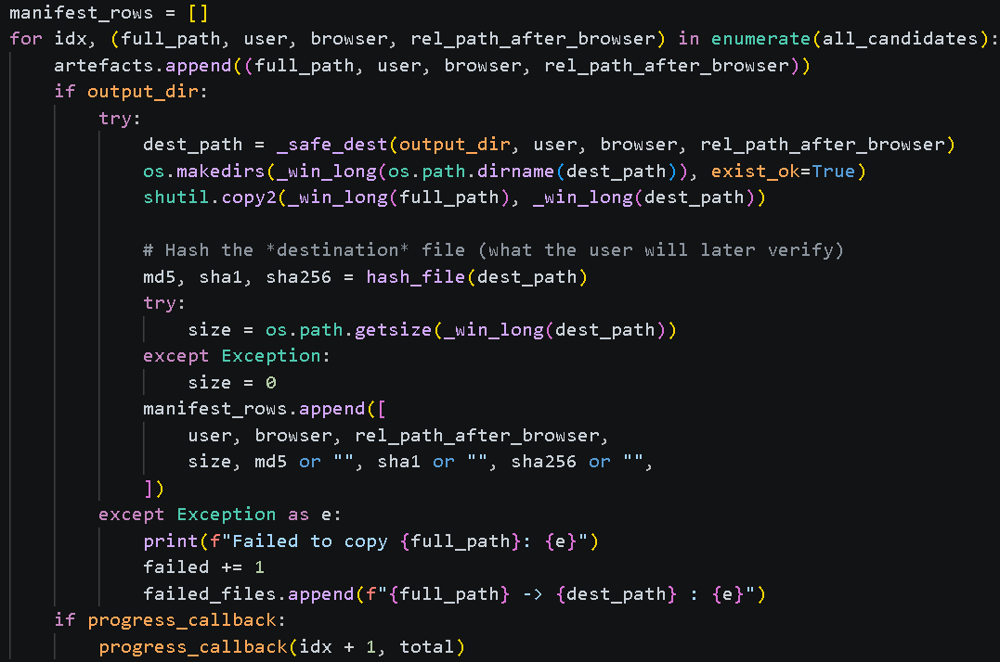 manifest_rows = []
for idx, (full_path, user, browser, rel_path_after_browser) in enumerate(all_candidates):
    artefacts.append((full_path, user, browser, rel_path_after_browser))
    if output_dir:
        try:
            dest_path = _safe_dest(output_dir, user, browser, rel_path_after_browser)
            os.makedirs(_win_long(os.path.dirname(dest_path)), exist_ok=True)
            shutil.copy2(_win_long(full_path), _win_long(dest_path))

            # Hash the *destination* file (what the user will later verify)
            md5, sha1, sha256 = hash_file(dest_path)
            try:
                size = os.path.getsize(_win_long(dest_path))
            except Exception:
                size = 0
            manifest_rows.append([
                user, browser, rel_path_after_browser,
                size, md5 or "", sha1 or "", sha256 or "",
            ])
        except Exception as e:
            print(f"Failed to copy {full_path}: {e}")
            failed += 1
            failed_files.append(f"{full_path} -> {dest_path} : {e}")
    if progress_callback:
        progress_callback(idx + 1, total)